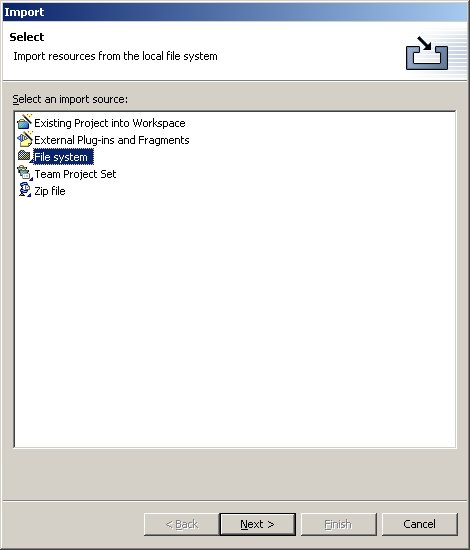 Import
Select
Import resources from the local file system
Select an import source:
Existing Project into Workspace
External Plug-ins and Fragments
File system
Team Project Set
Zip file
< Back
Next >
Finish
Cancel